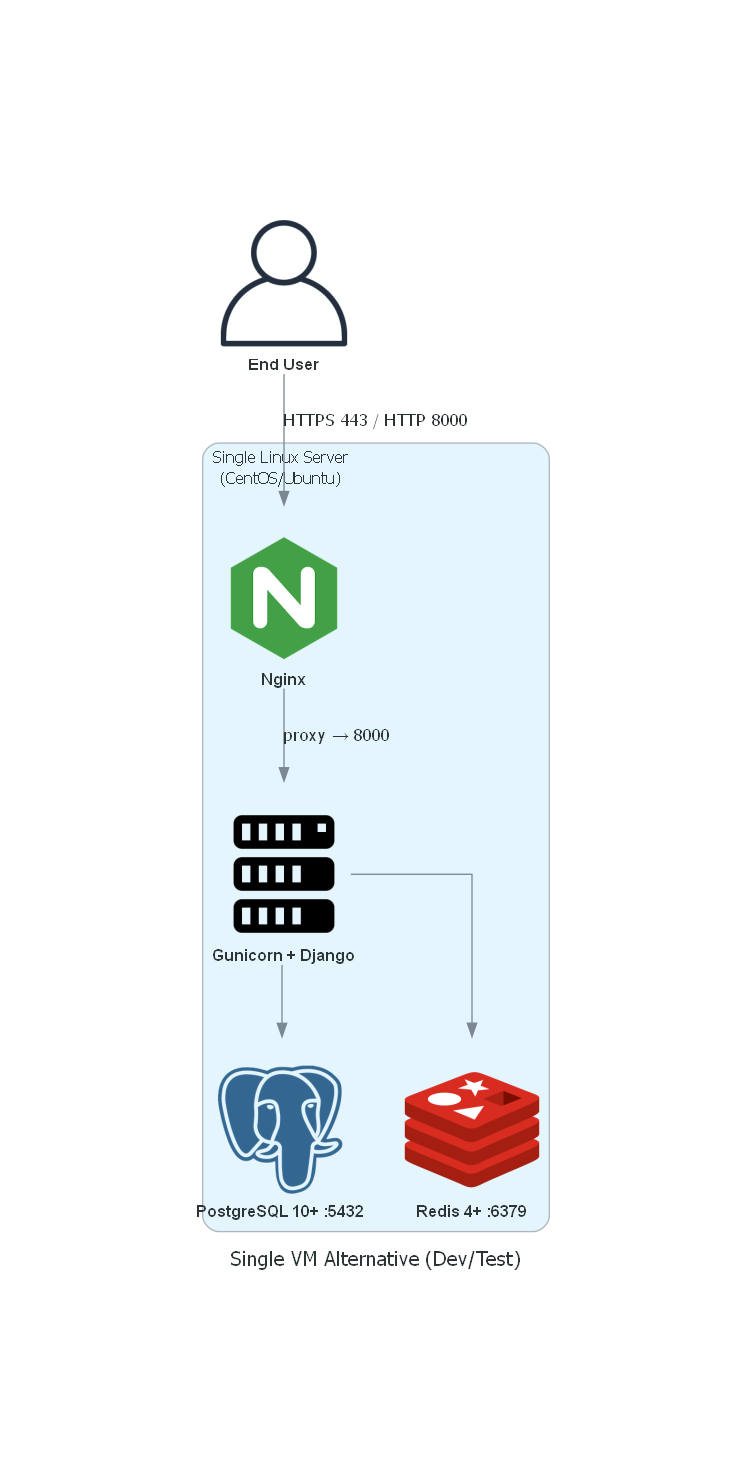 End User
HTTPS 443 / HTTP 8000
Single Linux Server
(CentOS/Ubuntu)
N
Nginx
proxy → 8000
Gunicorn + Django
PostgreSQL 10+ :5432
Redis 4+ :6379
Single VM Alternative (Dev/Test)